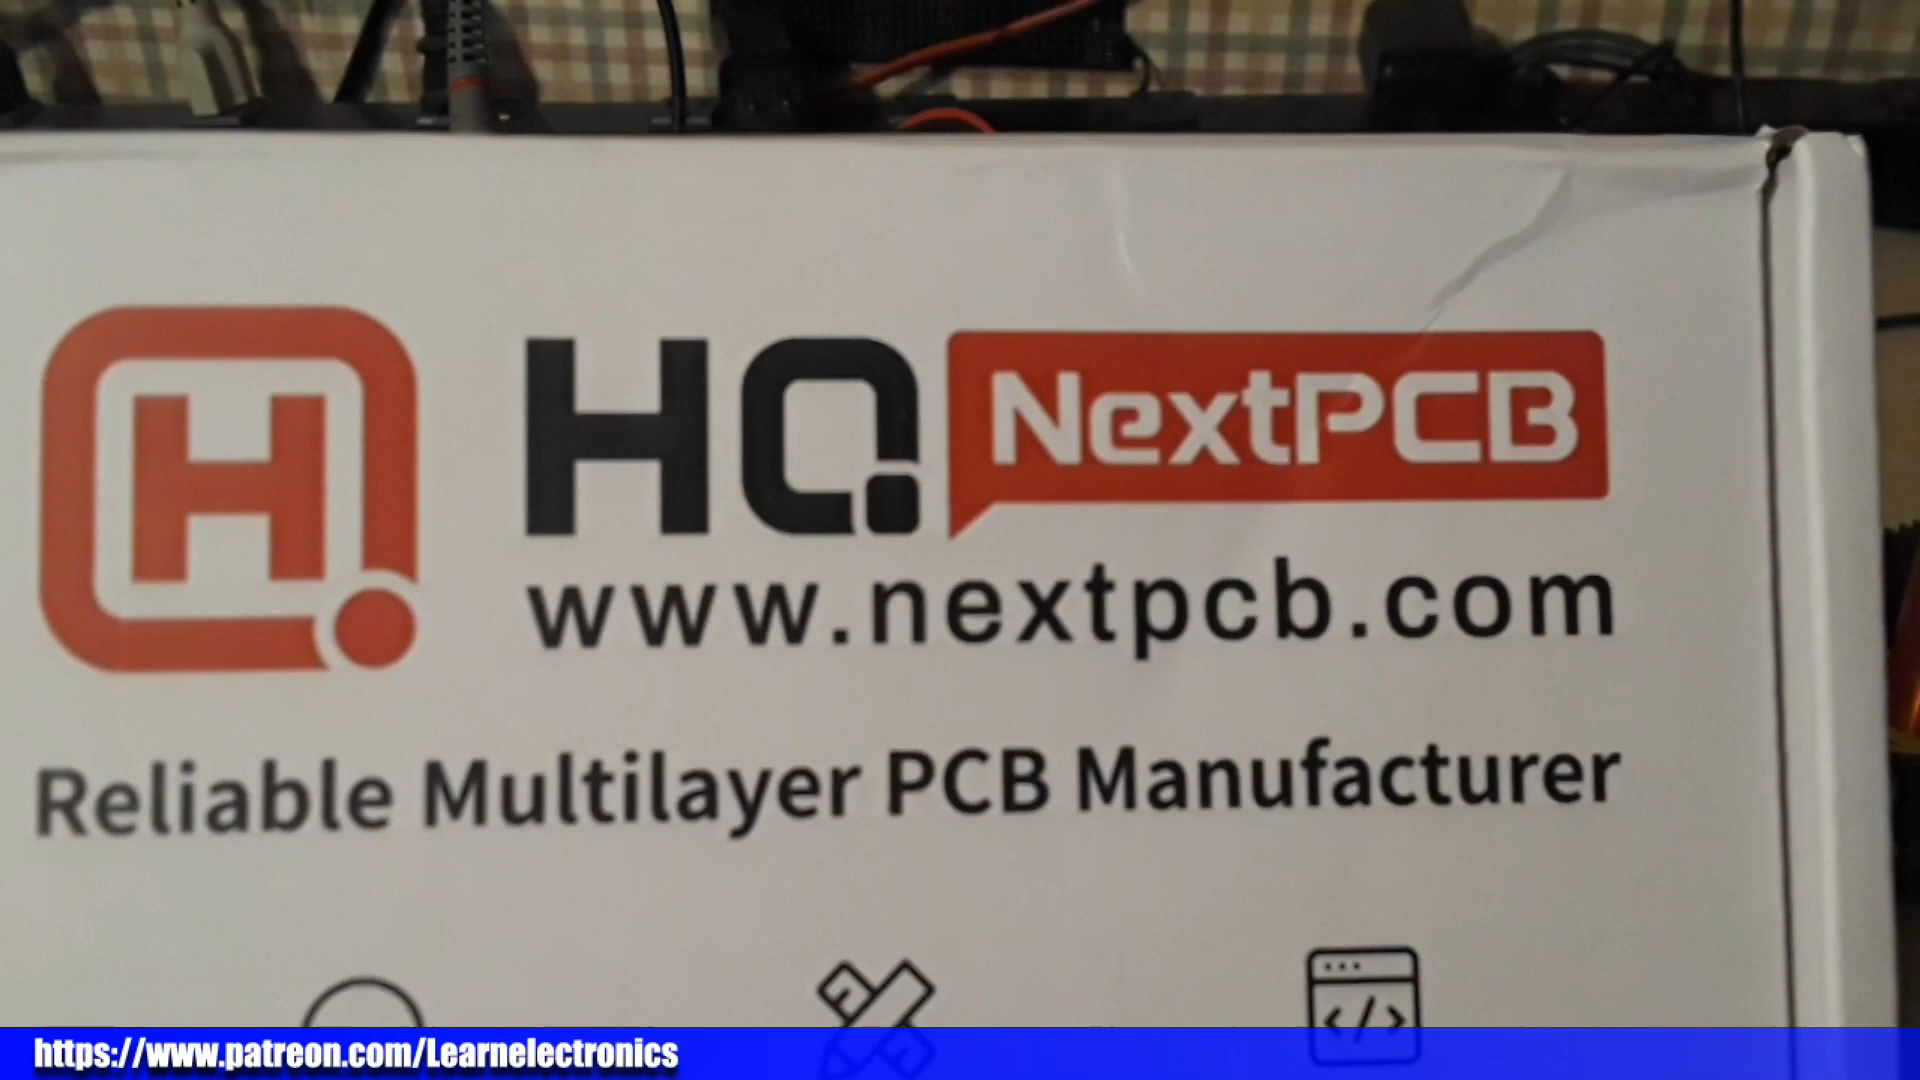 H
HQ NextPCB
www.nextpcb.com
Reliable Multilayer PCB Manufacturer
</>
https://www.patreon.com/Learnelectronics